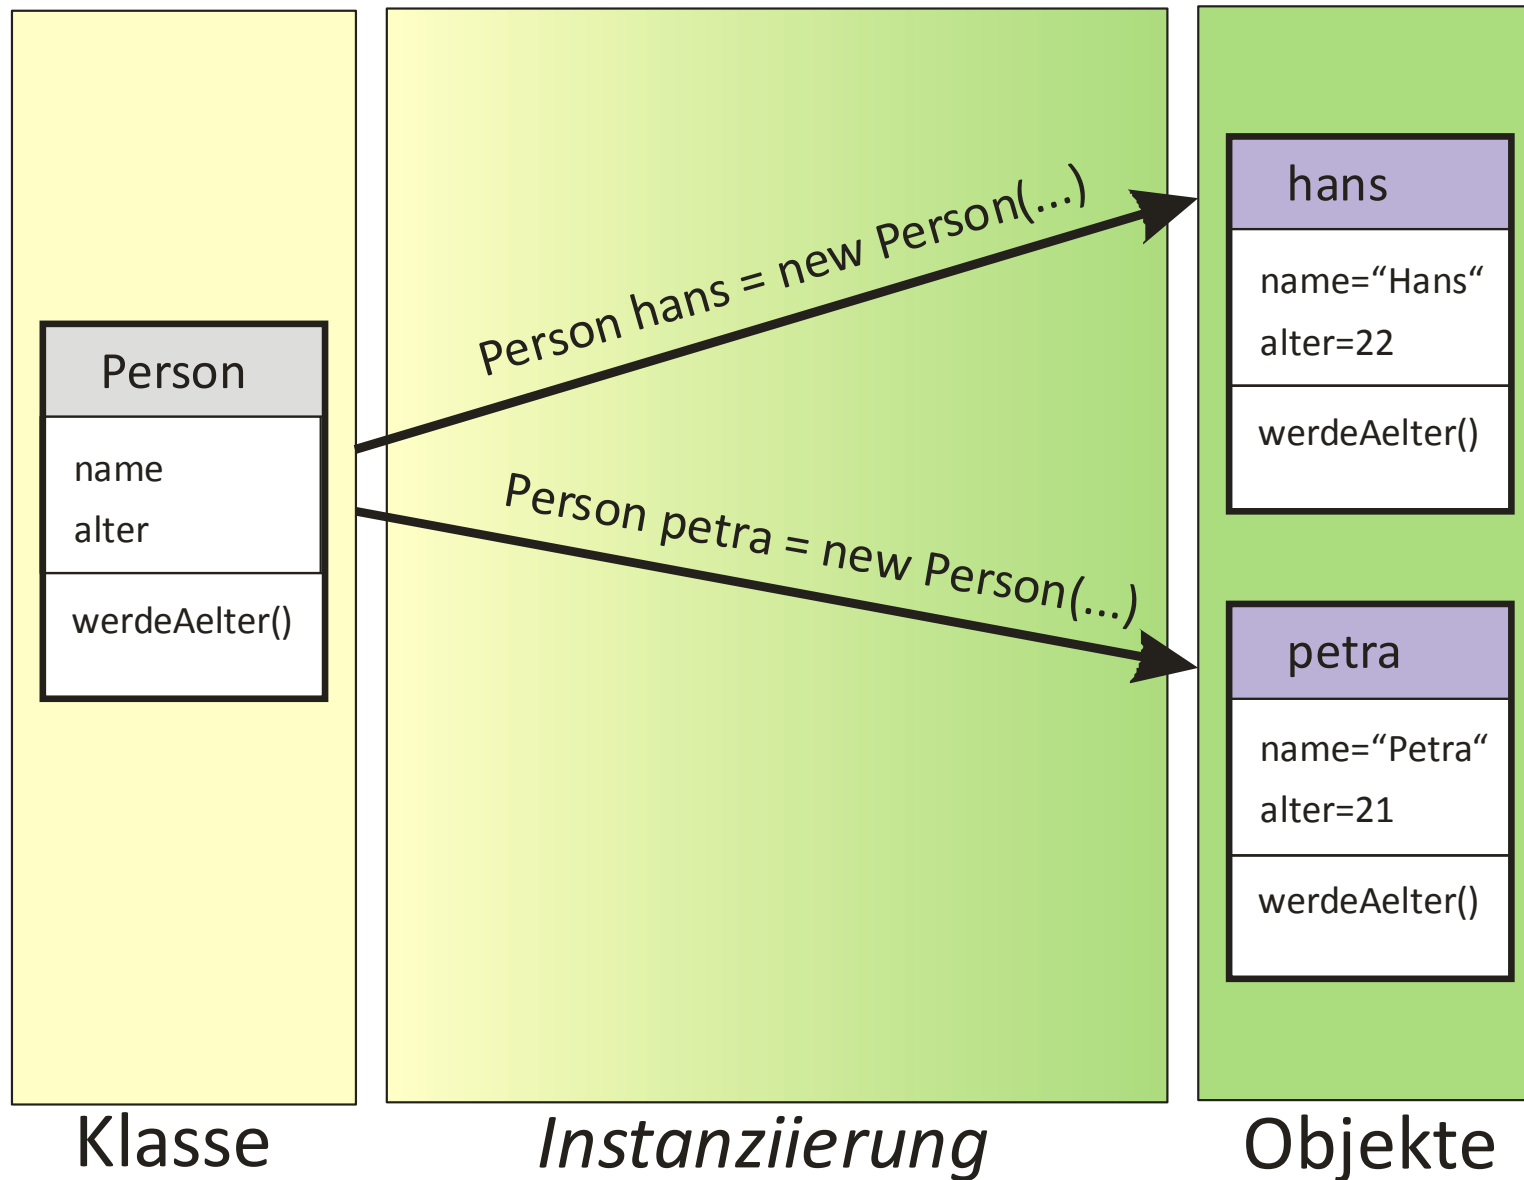 Person
name
alter
werdeAelter()
Person hans = new Person(...)
Person petra = new Person(...)
hans
name=“Hans“
alter=22
werdeAelter()
petra
name=“Petra“
alter=21
werdeAelter()
Klasse
Instanziierung
Objekte